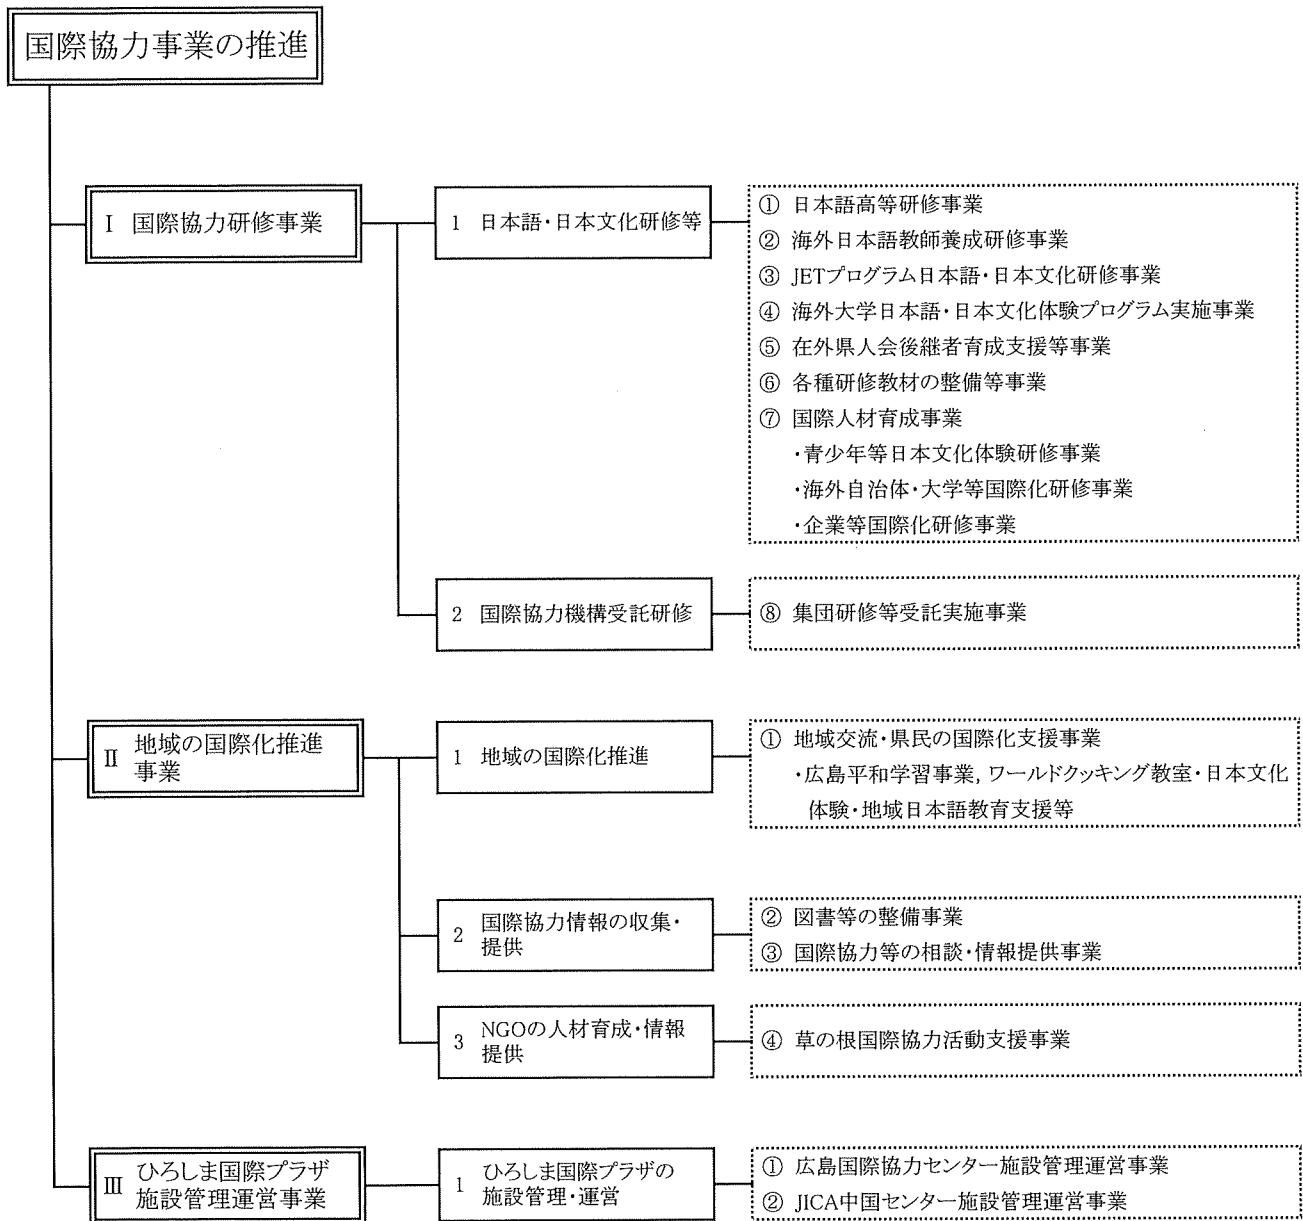 国際協力事業の推進
Ⅰ 国際協力研修事業
1 日本語・日本文化研修等
① 日本語高等研修事業
② 海外日本語教師養成研修事業
③ JETプログラム日本語・日本文化研修事業
④ 海外大学日本語・日本文化体験プログラム実施事業
⑤ 在外県人会後継者育成支援等事業
⑥ 各種研修教材の整備等事業
⑦ 国際人材育成事業
・青少年等日本文化体験研修事業
・海外自治体・大学等国際化研修事業
・企業等国際化研修事業
2 国際協力機構受託研修
⑧ 集団研修等受託実施事業
Ⅱ 地域の国際化推進
事業
1 地域の国際化推進
① 地域交流・県民の国際化支援事業
・広島平和学習事業, ワールドクッキング教室・日本文化
体験・地域日本語教育支援等
2 国際協力情報の収集・
提供
② 図書等の整備事業
③ 国際協力等の相談・情報提供事業
3 NGOの人材育成・情報
提供
④ 草の根国際協力活動支援事業
Ⅲ ひろしま国際プラザ
施設管理運営事業
1 ひろしま国際プラザの
施設管理・運営
① 広島国際協力センター施設管理運営事業
② JICA中国センター施設管理運営事業